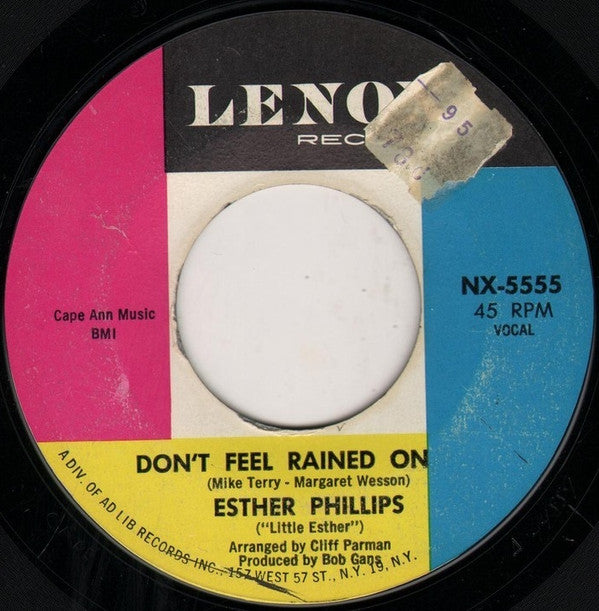 LENO
REC
95
NX-5555
45 RPM
VOCAL
Cape Ann Music
BMI
DON'T FEEL RAINED ON
(Mike Terry - Margaret Wesson)
ESTHER PHILLIPS
("Little Esther")
Arranged by Cliff Parman
Produced by Bob Gans
A DIV. OF AD LIB RECORDS INC., 157 WEST 57 ST., N.Y. 19, N.Y.